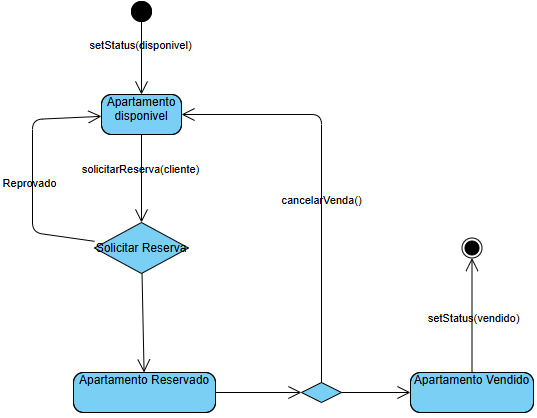 setStatus(disponivel)
Apartamento
disponivel
solicitarReserva(cliente)
Reprovado
cancelarVenda()
Solicitar Reserva
setStatus(vendido)
Apartamento Reservado
Apartamento Vendido